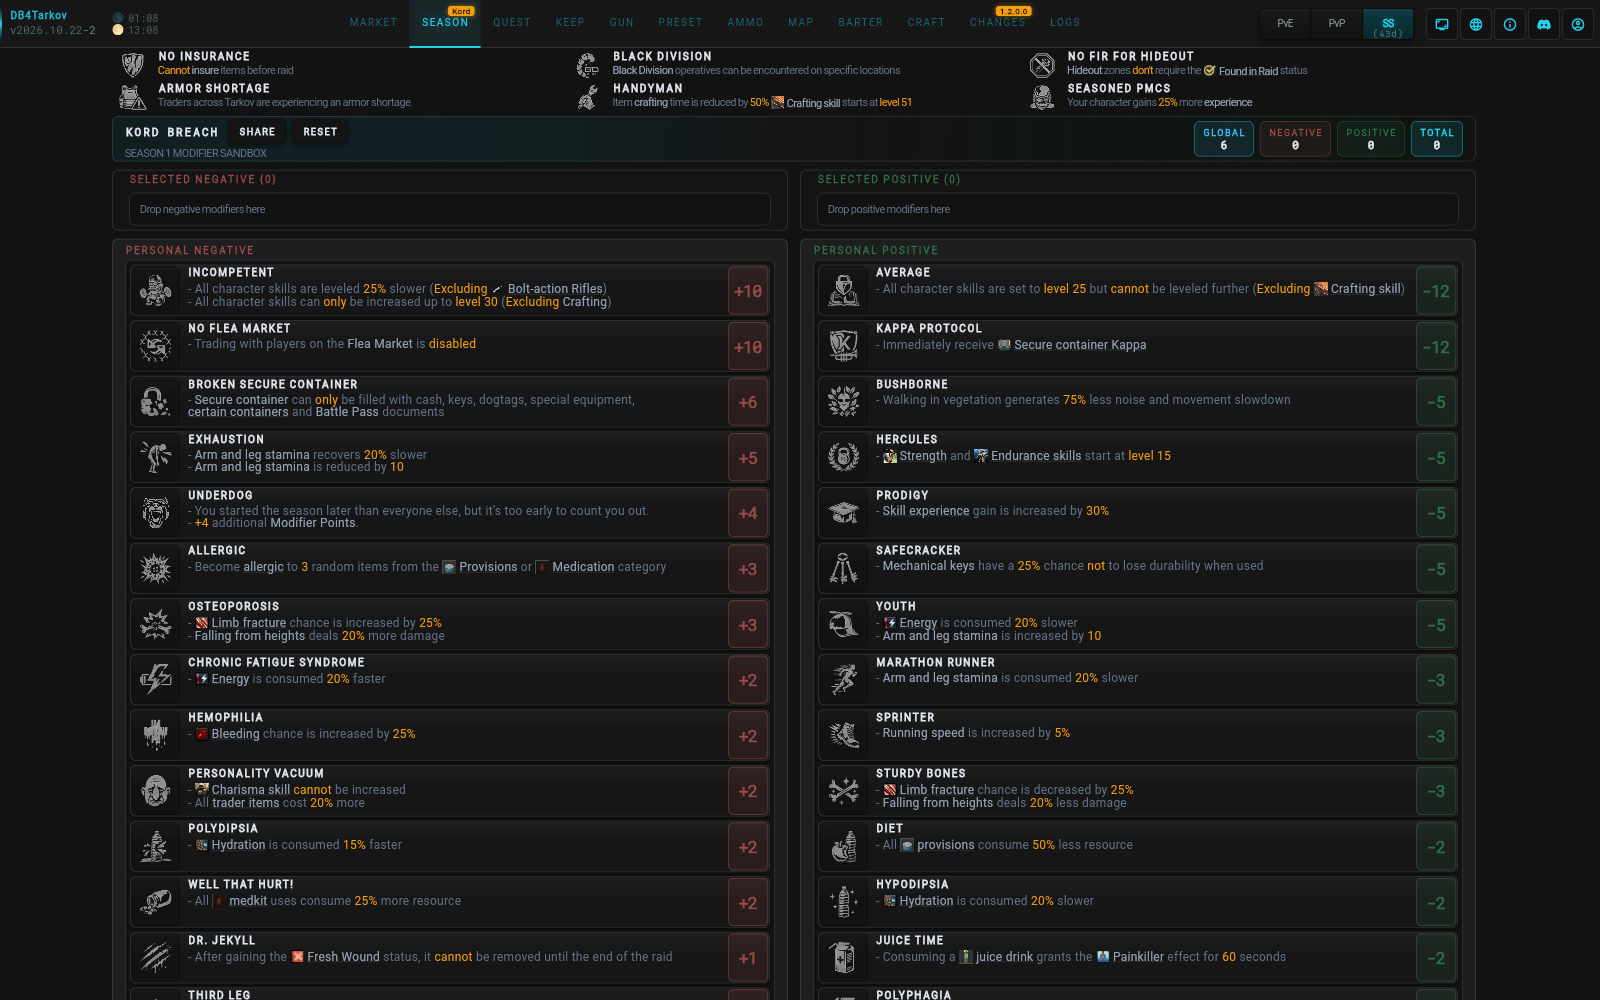 DB4Tarkov
v2026.10.22-2
01:08
13:08
MARKET
SEASON
Kord
QUEST
KEEP
GUN
PRESET
AMMO
MAP
BARTER
CRAFT
CHANGES
1.2.0.0
LOGS
PvE
PvP
SS
(43d)
NO INSURANCE
Cannot insure items before raid
BLACK DIVISION
Black Division operatives can be encountered on specific locations
NO FIR FOR HIDEOUT
Hideout zones don't require the Found in Raid status
ARMOR SHORTAGE
Traders across Tarkov are experiencing an armor shortage
HANDYMAN
Item crafting time is reduced by 50% Crafting skill starts at level 51
SEASONED PMCS
Your character gains 25% more experience
KORD BREACH
SHARE
RESET
SEASON 1 MODIFIER SANDBOX
GLOBAL
6
NEGATIVE
0
POSITIVE
0
TOTAL
0
SELECTED NEGATIVE (0)
Drop negative modifiers here
SELECTED POSITIVE (0)
Drop positive modifiers here
PERSONAL NEGATIVE
INCOMPETENT
- All character skills are leveled 25% slower (Excluding Bolt-action Rifles)
- All character skills can only be increased up to level 30 (Excluding Crafting)
+10
NO FLEA MARKET
- Trading with players on the Flea Market is disabled
+10
BROKEN SECURE CONTAINER
- Secure container can only be filled with cash, keys, dogtags, special equipment,
certain containers and Battle Pass documents
+6
EXHAUSTION
- Arm and leg stamina recovers 20% slower
- Arm and leg stamina is reduced by 10
+5
UNDERDOG
- You started the season later than everyone else, but it's too early to count you out.
- +4 additional Modifier Points.
+4
ALLERGIC
- Become allergic to 3 random items from the Provisions or Medication category
+3
OSTEOPOROSIS
- Limb fracture chance is increased by 25%
- Falling from heights deals 20% more damage
+3
CHRONIC FATIGUE SYNDROME
- Energy is consumed 20% faster
+2
HEMOPHILIA
- Bleeding chance is increased by 25%
+2
PERSONALITY VACUUM
- Charisma skill cannot be increased
- All trader items cost 20% more
+2
POLYDIPSIA
- Hydration is consumed 15% faster
+2
WELL THAT HURT!
- All medkit uses consume 25% more resource
+2
DR. JEKYLL
- After gaining the Fresh Wound status, it cannot be removed until the end of the raid
+1
THIRD LEG
PERSONAL POSITIVE
AVERAGE
- All character skills are set to level 25 but cannot be leveled further (Excluding Crafting skill)
-12
KAPPA PROTOCOL
- Immediately receive Secure container Kappa
-12
BUSHBORNE
- Walking in vegetation generates 75% less noise and movement slowdown
-5
HERCULES
- Strength and Endurance skills start at level 15
-5
PRODIGY
- Skill experience gain is increased by 30%
-5
SAFECRACKER
- Mechanical keys have a 25% chance not to lose durability when used
-5
YOUTH
- Energy is consumed 20% slower
- Arm and leg stamina is increased by 10
-5
MARATHON RUNNER
- Arm and leg stamina is consumed 20% slower
-3
SPRINTER
- Running speed is increased by 5%
-3
STURDY BONES
- Limb fracture chance is decreased by 25%
- Falling from heights deals 20% less damage
-3
DIET
- All provisions consume 50% less resource
-2
HYPODIPSIA
- Hydration is consumed 20% slower
-2
JUICE TIME
- Consuming a juice drink grants the Painkiller effect for 60 seconds
-2
POLYPHAGIA